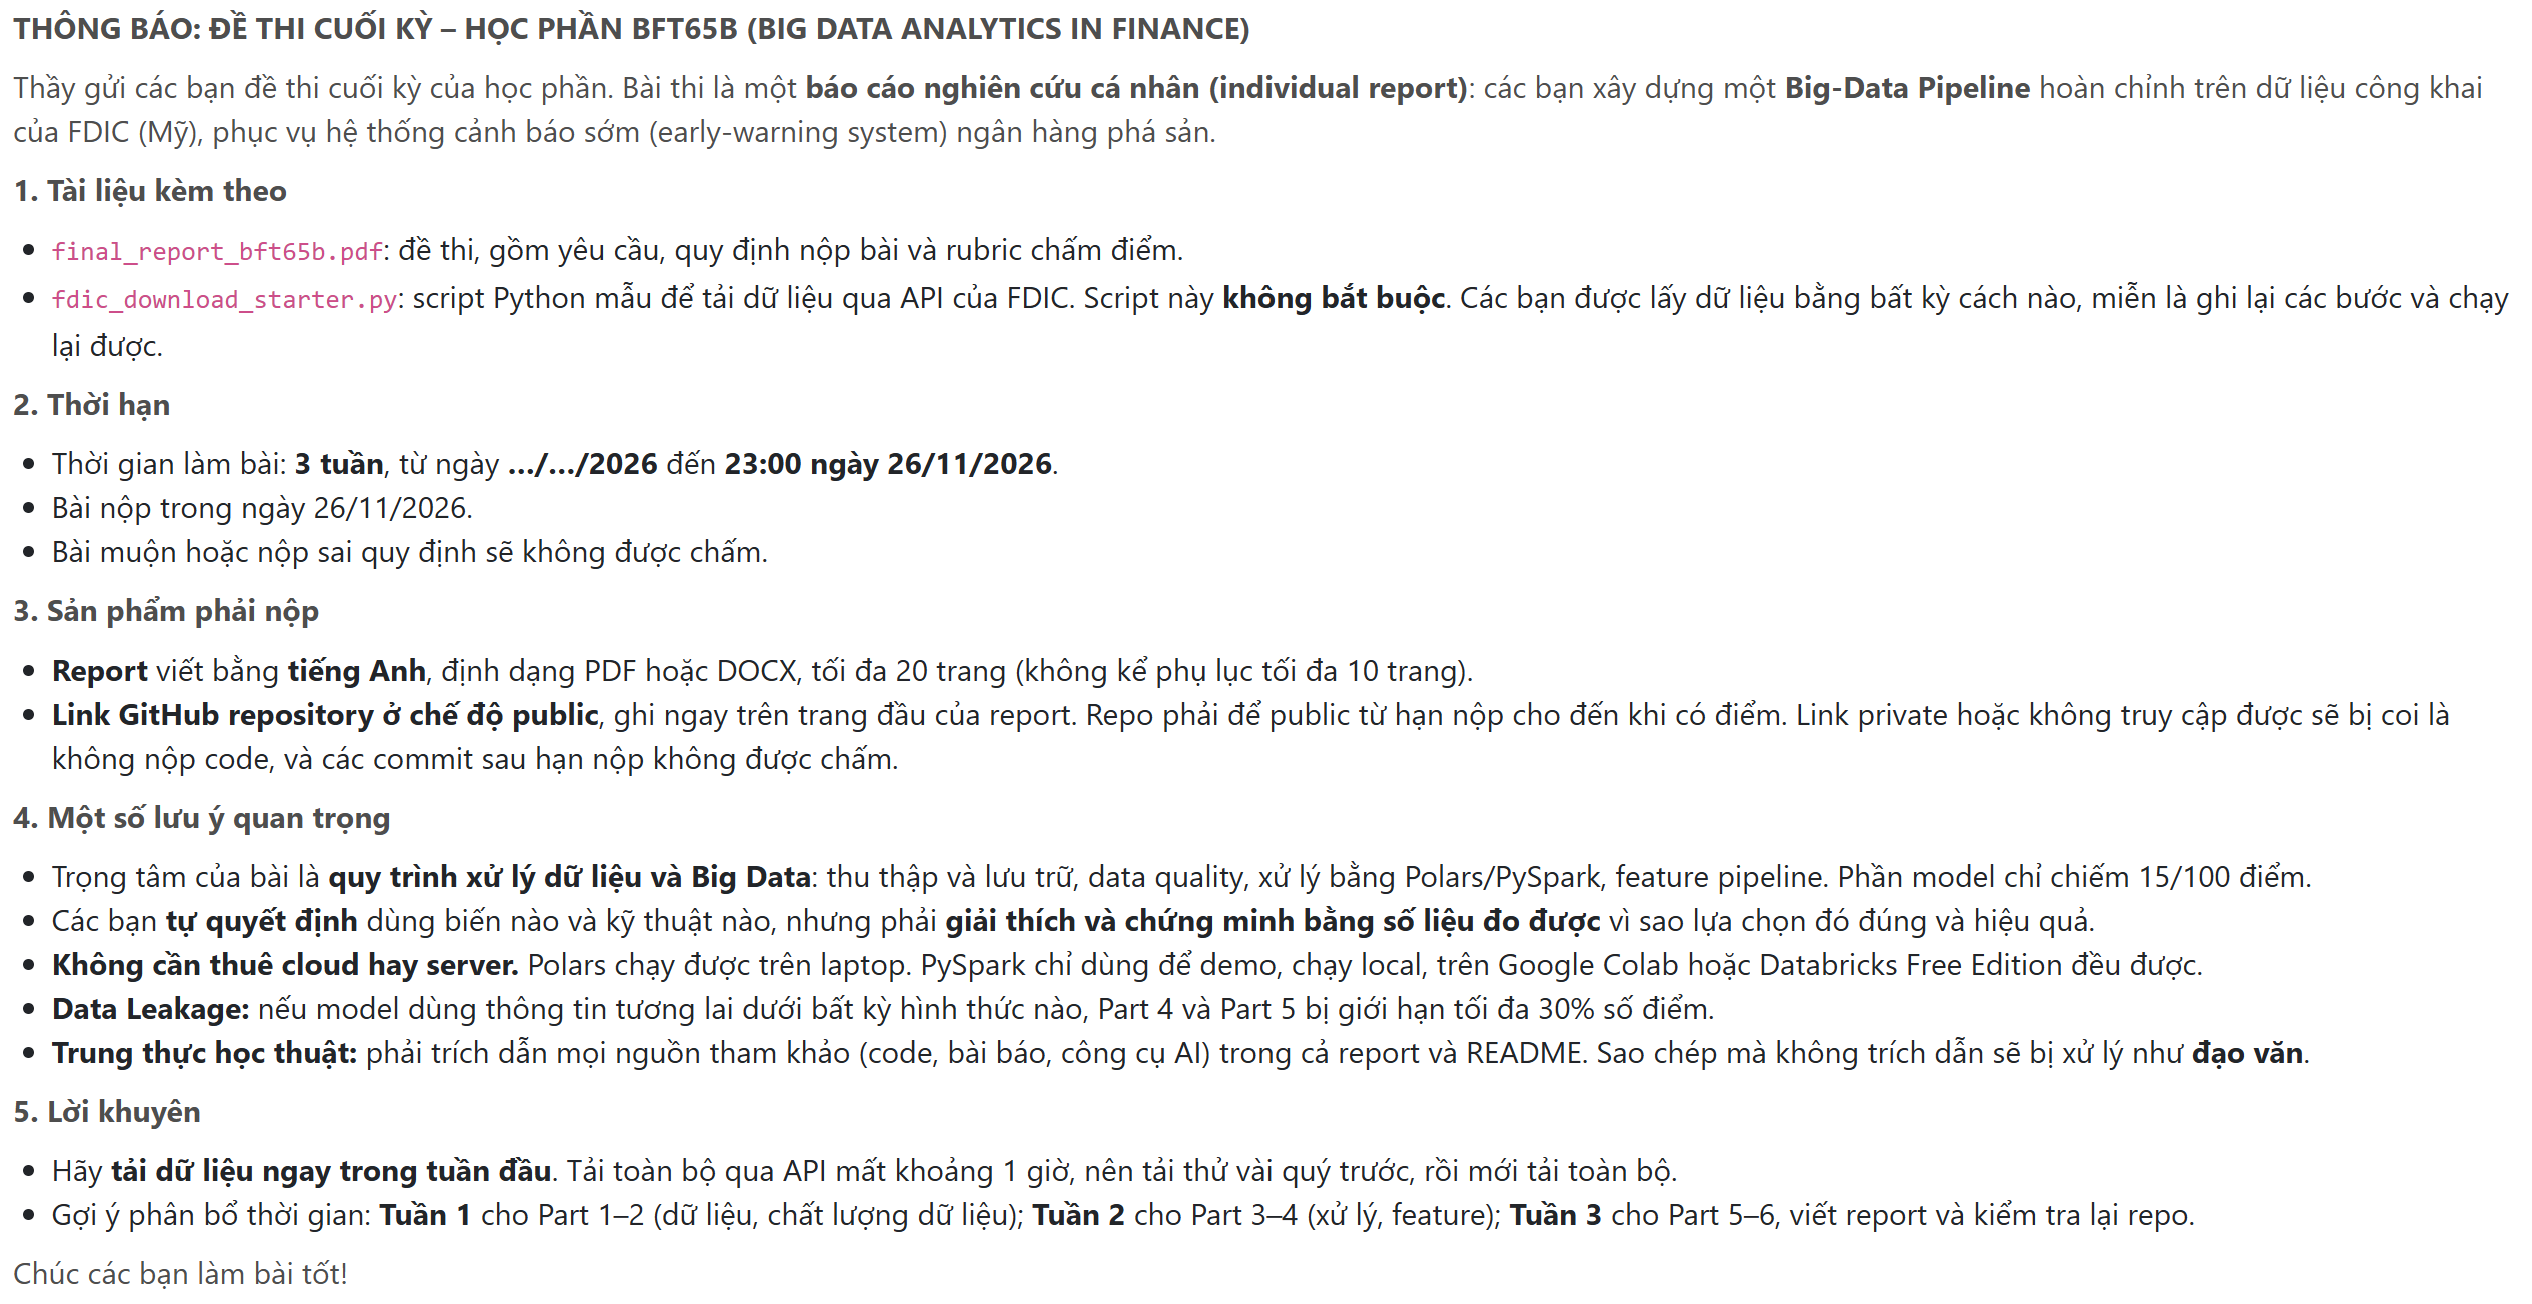 THÔNG BÁO: ĐỀ THI CUỐI KỲ – HỌC PHẦN BFT65B (BIG DATA ANALYTICS IN FINANCE)
Thầy gửi các bạn đề thi cuối kỳ của học phần. Bài thi là một báo cáo nghiên cứu cá nhân (individual report): các bạn xây dựng một Big-Data Pipeline hoàn chỉnh trên dữ liệu công khai
của FDIC (Mỹ), phục vụ hệ thống cảnh báo sớm (early-warning system) ngân hàng phá sản.
1. Tài liệu kèm theo
• final_report_bft65b.pdf: đề thi, gồm yêu cầu, quy định nộp bài và rubric chấm điểm.
• fdic_download_starter.py: script Python mẫu để tải dữ liệu qua API của FDIC. Script này không bắt buộc. Các bạn được lấy dữ liệu bằng bất kỳ cách nào, miễn là ghi lại các bước và chạy
lại được.
2. Thời hạn
• Thời gian làm bài: 3 tuần, từ ngày .../.../2026 đến 23:00 ngày 26/11/2026.
• Bài nộp trong ngày 26/11/2026.
• Bài muộn hoặc nộp sai quy định sẽ không được chấm.
3. Sản phẩm phải nộp
• Report viết bằng tiếng Anh, định dạng PDF hoặc DOCX, tối đa 20 trang (không kể phụ lục tối đa 10 trang).
• Link GitHub repository ở chế độ public, ghi ngay trên trang đầu của report. Repo phải để public từ hạn nộp cho đến khi có điểm. Link private hoặc không truy cập được sẽ bị coi là
không nộp code, và các commit sau hạn nộp không được chấm.
4. Một số lưu ý quan trọng
• Trọng tâm của bài là quy trình xử lý dữ liệu và Big Data: thu thập và lưu trữ, data quality, xử lý bằng Polars/PySpark, feature pipeline. Phần model chỉ chiếm 15/100 điểm.
• Các bạn tự quyết định dùng biến nào và kỹ thuật nào, nhưng phải giải thích và chứng minh bằng số liệu đo được vì sao lựa chọn đó đúng và hiệu quả.
• Không cần thuê cloud hay server. Polars chạy được trên laptop. PySpark chỉ dùng để demo, chạy local, trên Google Colab hoặc Databricks Free Edition đều được.
• Data Leakage: nếu model dùng thông tin tương lai dưới bất kỳ hình thức nào, Part 4 và Part 5 bị giới hạn tối đa 30% số điểm.
• Trung thực học thuật: phải trích dẫn mọi nguồn tham khảo (code, bài báo, công cụ AI) trong cả report và README. Sao chép mà không trích dẫn sẽ bị xử lý như đạo văn.
5. Lời khuyên
• Hãy tải dữ liệu ngay trong tuần đầu. Tải toàn bộ qua API mất khoảng 1 giờ, nên tải thử vài quý trước, rồi mới tải toàn bộ.
• Gợi ý phân bổ thời gian: Tuần 1 cho Part 1–2 (dữ liệu, chất lượng dữ liệu); Tuần 2 cho Part 3–4 (xử lý, feature); Tuần 3 cho Part 5–6, viết report và kiểm tra lại repo.
Chúc các bạn làm bài tốt!